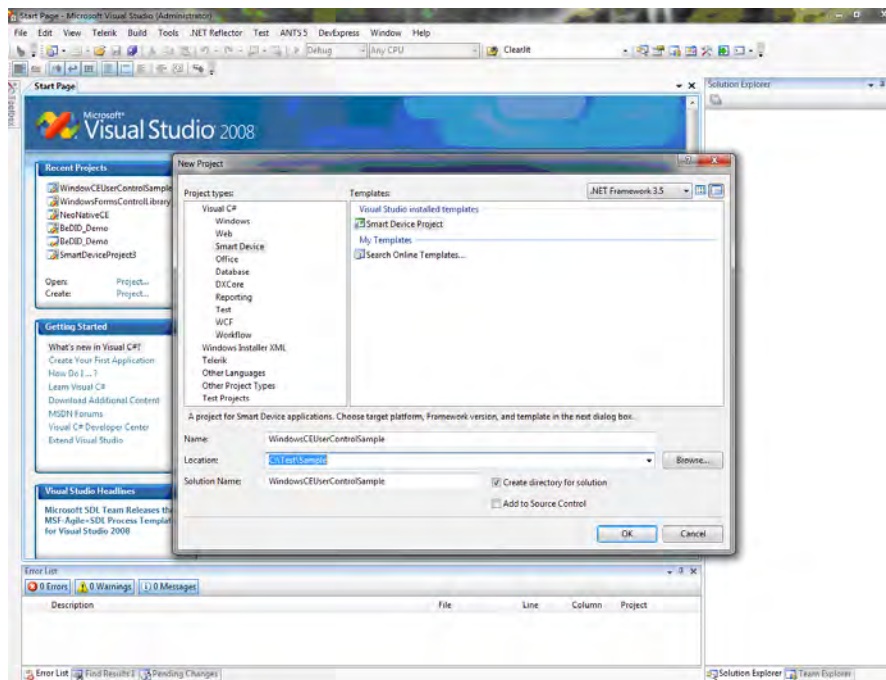 Start Page - Microsoft Visual Studio (Administrator)
File Edit View Telerik Build Tools .NET Reflector Test ANTS 5 DevExpress Window Help
Debug Any CPU ClearIt
Toolbox
Start Page
Solution Explorer
Microsoft®
Visual Studio 2008
Recent Projects
WindowCEUserControlSample
WindowsFormsControlLibrary
NeoNativeCE
BeDID_Demo
BeDID_Demo
SmartDeviceProject3
Open: Project...
Create: Project...
Getting Started
What's new in Visual C#?
Create Your First Application
How Do I ... ?
Learn Visual C#
Download Additional Content
MSDN Forums
Visual C# Developer Center
Extend Visual Studio
Visual Studio Headlines
Microsoft SDL Team Releases the
MSF-Agile+SDL Process Templat
for Visual Studio 2008
New Project
Project types:
Templates:
.NET Framework 3.5
Visual C#
Windows
Web
Smart Device
Office
Database
DXCore
Reporting
Test
WCF
Workflow
Windows Installer XML
Telerik
Other Languages
Other Project Types
Test Projects
Visual Studio installed templates
Smart Device Project
My Templates
Search Online Templates...
A project for Smart Device applications. Choose target platform, Framework version, and template in the next dialog box.
Name: WindowsCEUserControlSample
Location: C:\Test\Sample Browse...
Solution Name: WindowsCEUserControlSample
Create directory for solution
Add to Source Control
OK Cancel
Error List
0 Errors 0 Warnings 0 Messages
Description File Line Column Project
Error List Find Results 1 Pending Changes
Solution Explorer Team Explorer